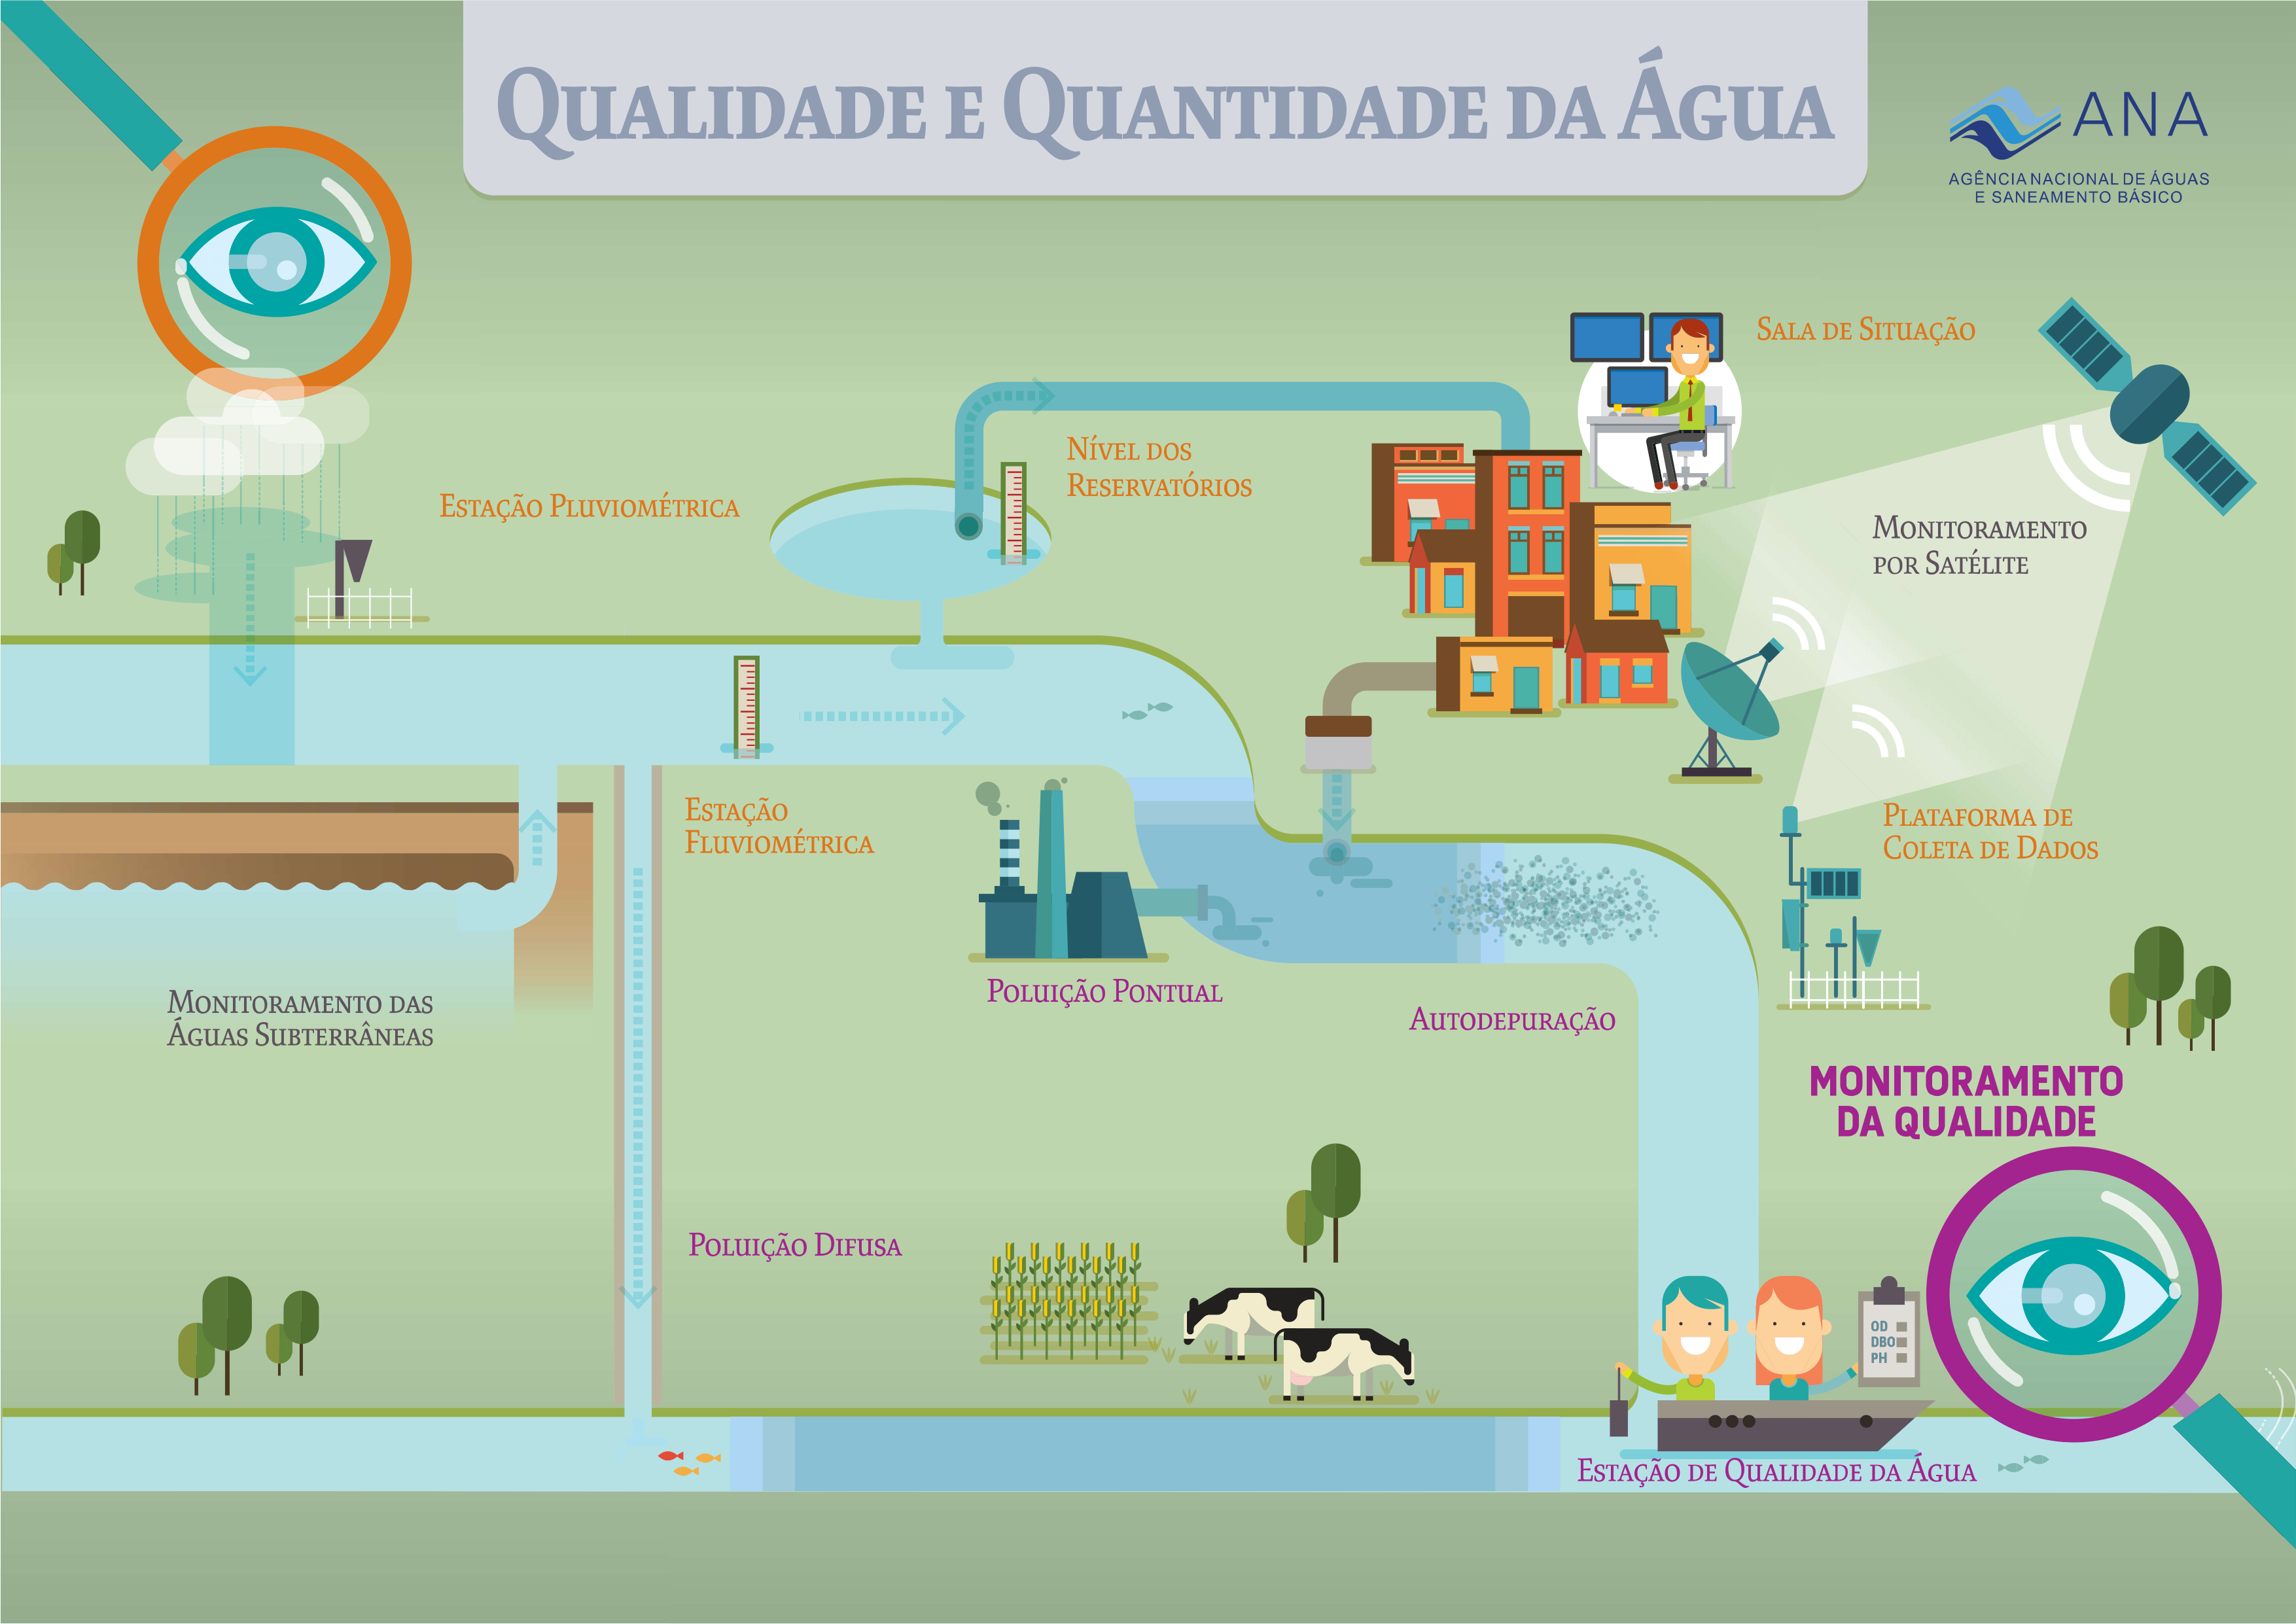 Qualidade e Quantidade da Água
ANA
AGÊNCIA NACIONAL DE ÁGUAS
E SANEAMENTO BÁSICO
Sala de Situação
Nível dos
Reservatórios
Estação Pluviométrica
Monitoramento
por Satélite
Estação
Fluviométrica
Plataforma de
Coleta de Dados
Poluição Pontual
Monitoramento das
Águas Subterrâneas
Autodepuração
MONITORAMENTO
DA QUALIDADE
Poluição Difusa
OD
DBO
PH
Estação de Qualidade da Água